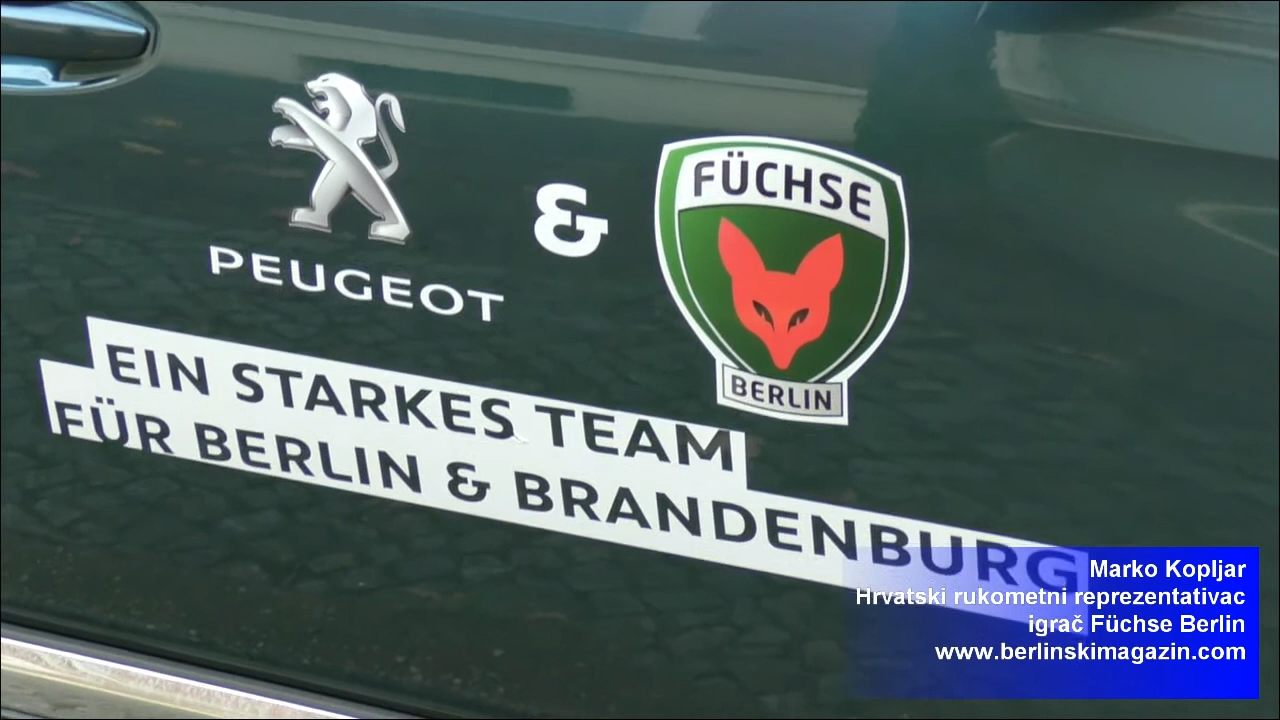 PEUGEOT
&
FÜCHSE
BERLIN
EIN STARKES TEAM
FÜR BERLIN & BRANDENBURG
Marko Kopljar
Hrvatski rukometni reprezentativac
igrač Füchse Berlin
www.berlinskimagazin.com